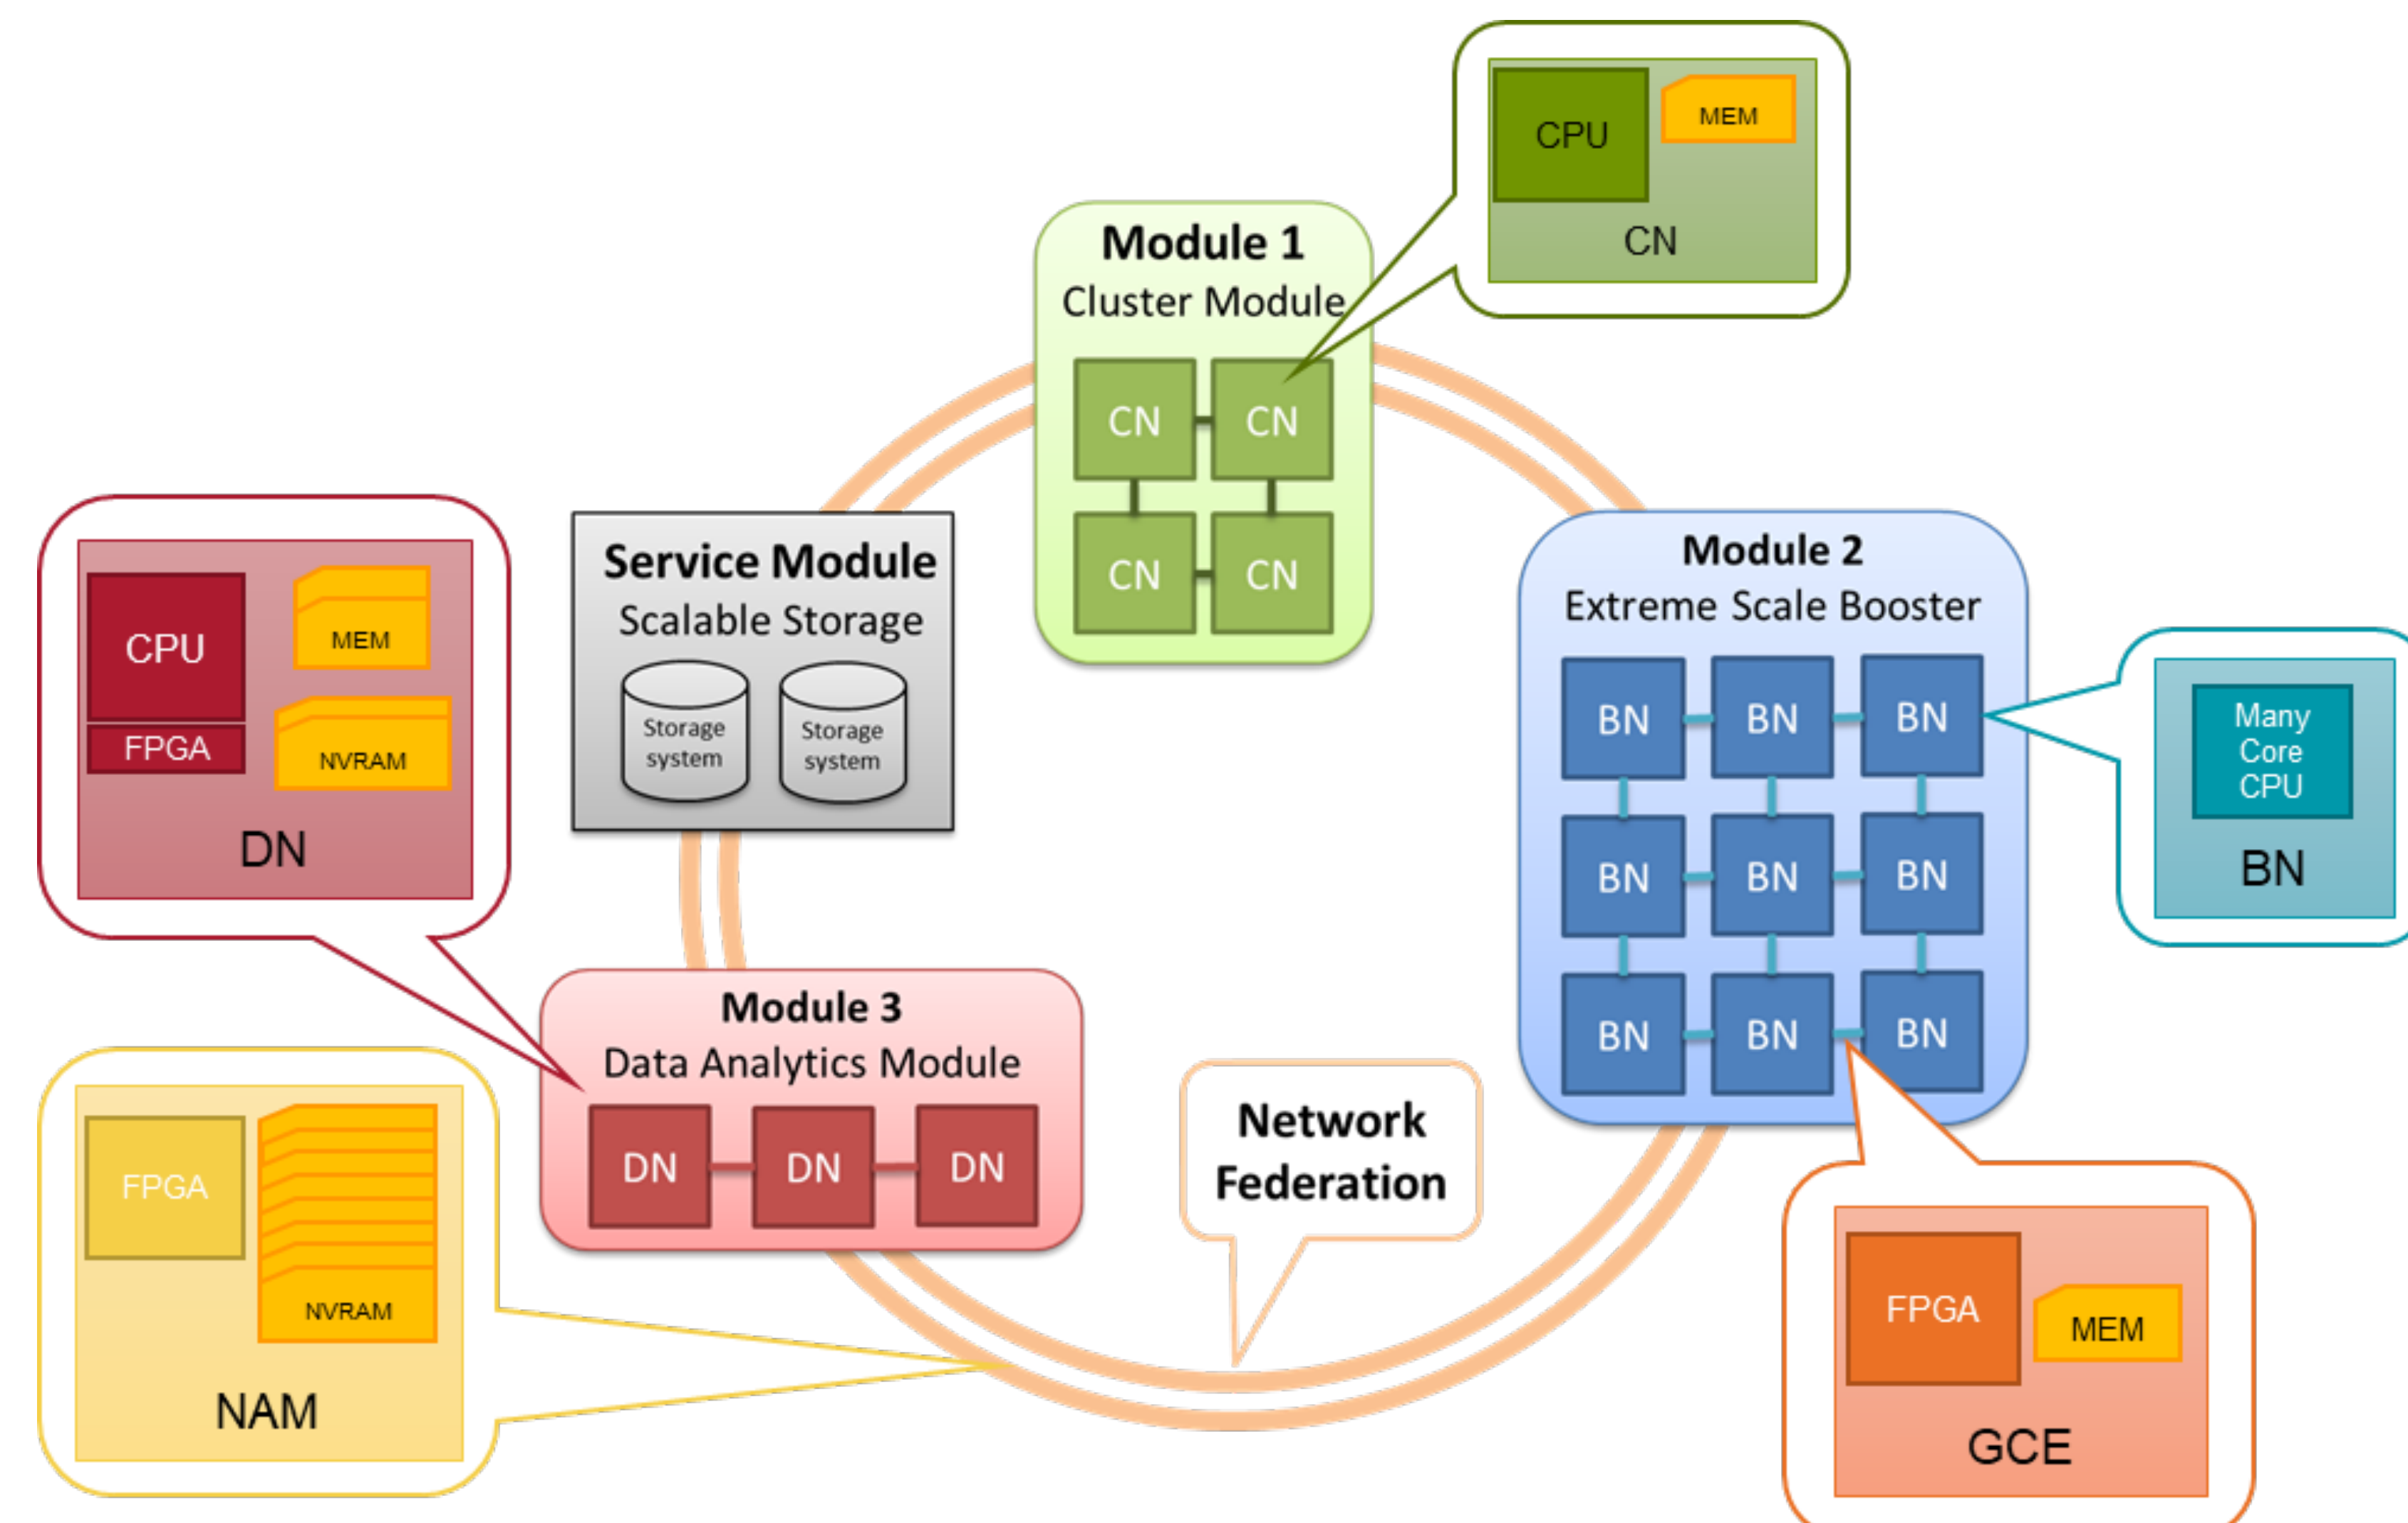 CPU
MEM
CN
Module 1
Cluster Module
CN CN
CN CN
Service Module
Scalable Storage
Storage
system
Storage
system
Module 2
Extreme Scale Booster
BN BN BN
BN BN BN
BN BN BN
Many
Core
CPU
BN
CPU
FPGA
MEM
NVRAM
DN
Module 3
Data Analytics Module
DN DN DN
Network
Federation
FPGA
NVRAM
NAM
FPGA
MEM
GCE